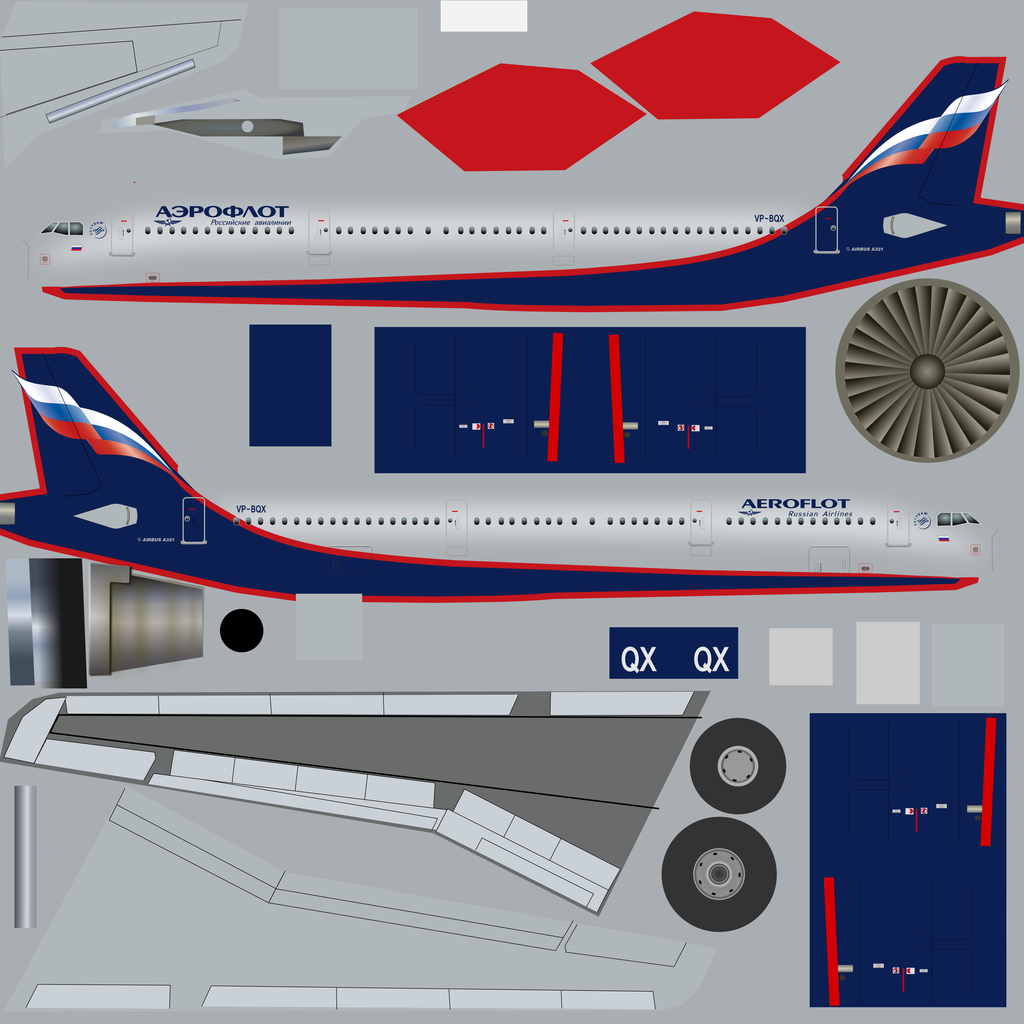 АЭРОФЛОТ
Российские авиалинии
VP-BQX
AIRBUS A321
VP-BQX
AEROFLOT
Russian Airlines
AIRBUS A321
QX QX